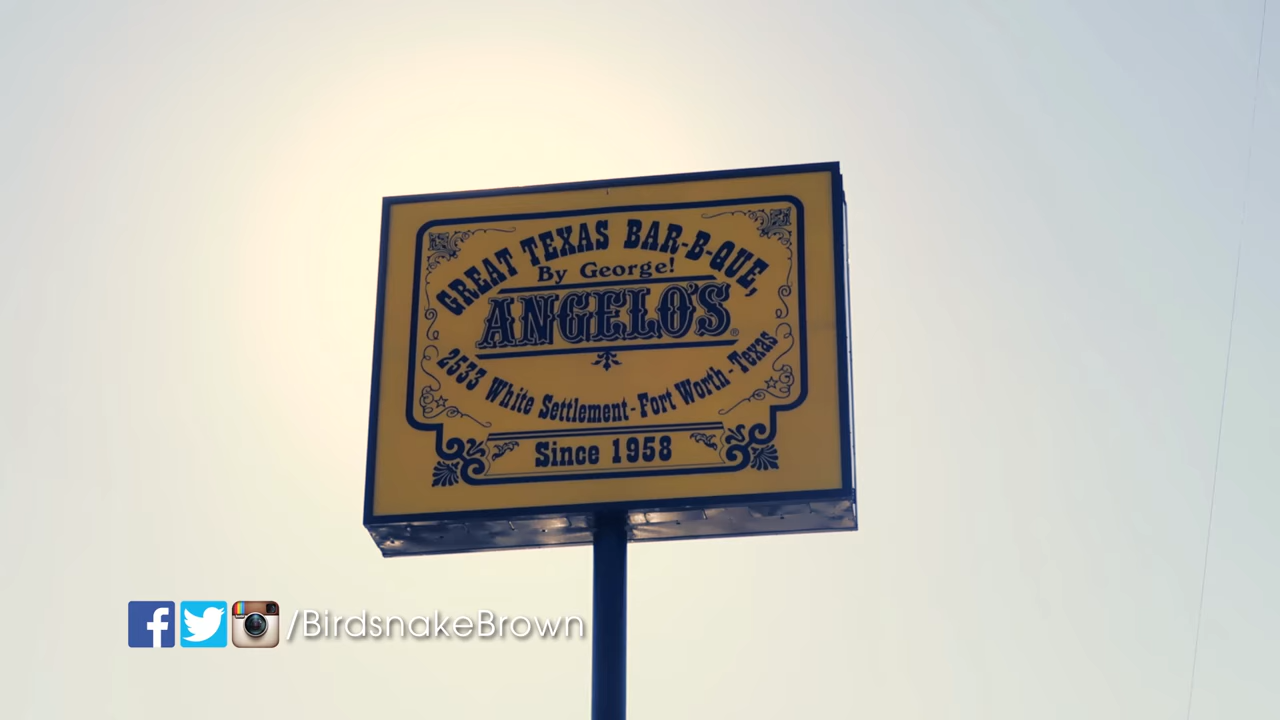 GREAT TEXAS BAR-B-QUE,
By George!
ANGELO'S®
2533 White Settlement - Fort Worth - Texas
Since 1958
/BirdsnakeBrown